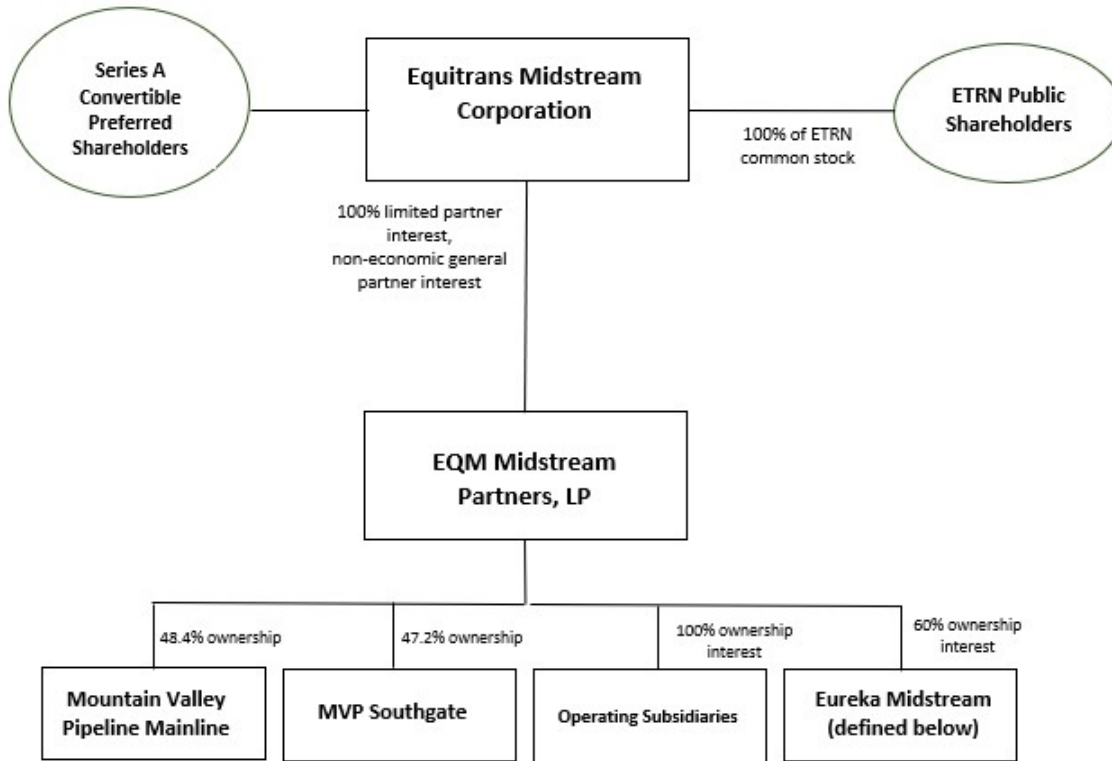 Series A
Convertible
Preferred
Shareholders
Equitrans Midstream
Corporation
ETRN Public
Shareholders
100% of ETRN
common stock
100% limited partner
interest,
non-economic general
partner interest
EQM Midstream
Partners, LP
48.4% ownership
47.2% ownership
100% ownership
interest
60% ownership
interest
Mountain Valley
Pipeline Mainline
MVP Southgate
Operating Subsidiaries
Eureka Midstream
(defined below)